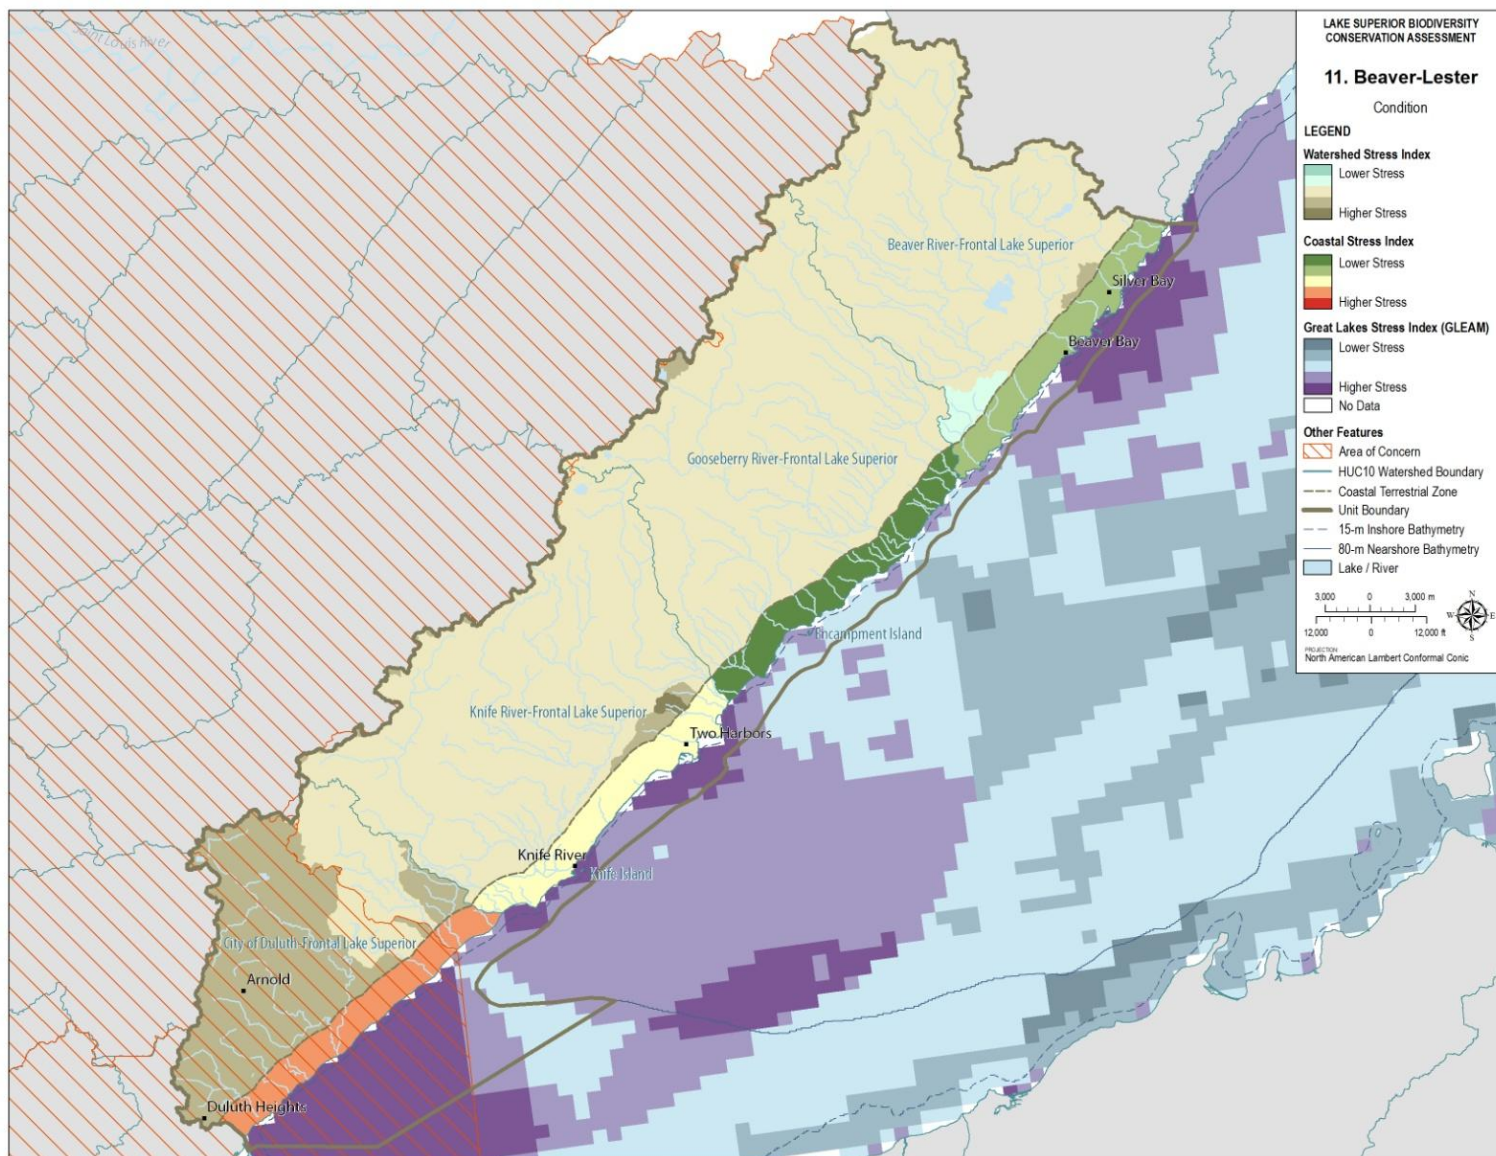 LAKE SUPERIOR BIODIVERSITY
CONSERVATION ASSESSMENT
11. Beaver-Lester
Condition
LEGEND
Watershed Stress Index
Lower Stress
Higher Stress
Coastal Stress Index
Lower Stress
Higher Stress
Great Lakes Stress Index (GLEAM)
Lower Stress
Higher Stress
No Data
Other Features
Area of Concern
HUC10 Watershed Boundary
Coastal Terrestrial Zone
Unit Boundary
15-m Inshore Bathymetry
80-m Nearshore Bathymetry
Lake / River
3,000 0 3,000 m
12,000 0 12,000 ft
N
W E
S
PROJECTION:
North American Lambert Conformal Conic
Saint Louis River
Beaver River-Frontal Lake Superior
Silver Bay
Beaver Bay
Gooseberry River-Frontal Lake Superior
Encampment Island
Knife River-Frontal Lake Superior
Two Harbors
Knife River
Knife Island
City of Duluth-Frontal Lake Superior
Arnold
Duluth Heights